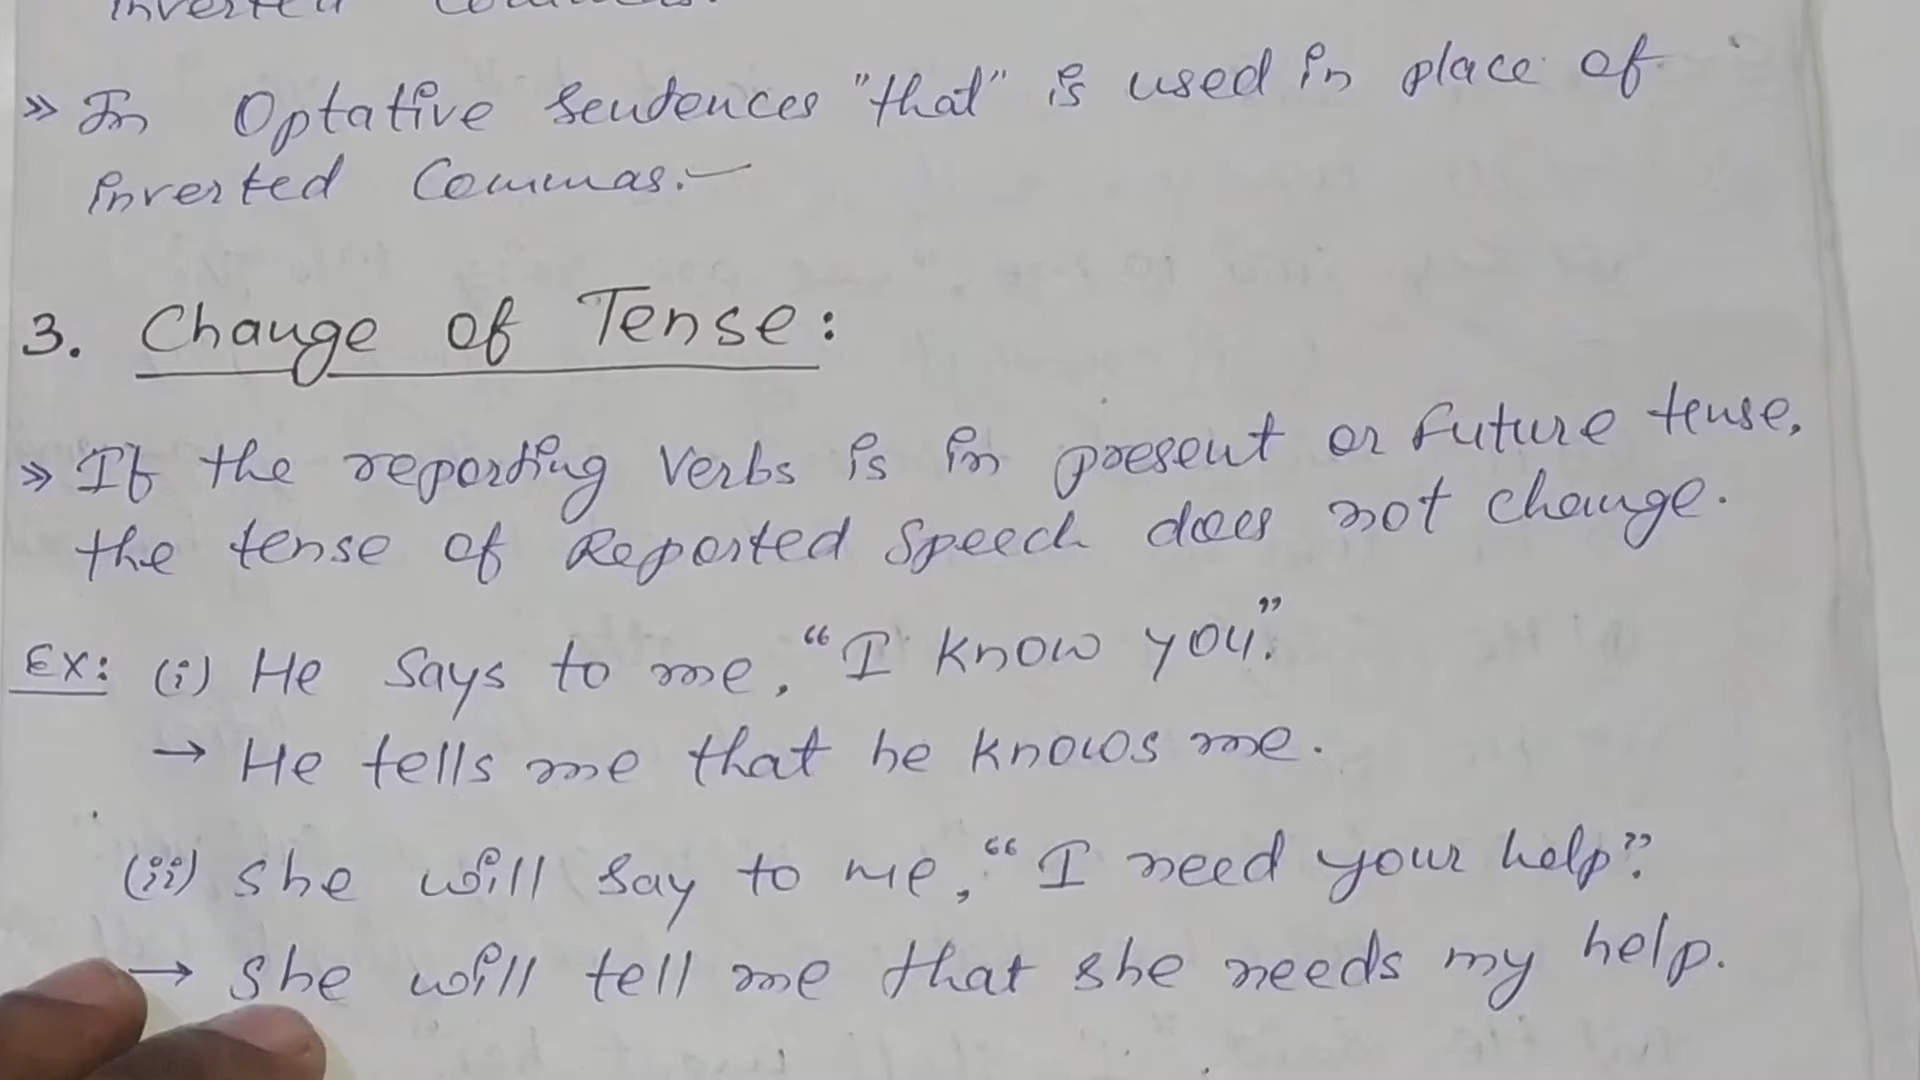 inverted commas.
» In Optative sentences "that" is used in place of
inverted Commas.
3. Change of Tense:
» If the reporting Verbs is in present or future tense,
the tense of Reported Speech does not change.
Ex: (i) He says to me, "I know you."
→ He tells me that he knows me.
(ii) she will say to me, "I need your help".
→ she will tell me that she needs my help.